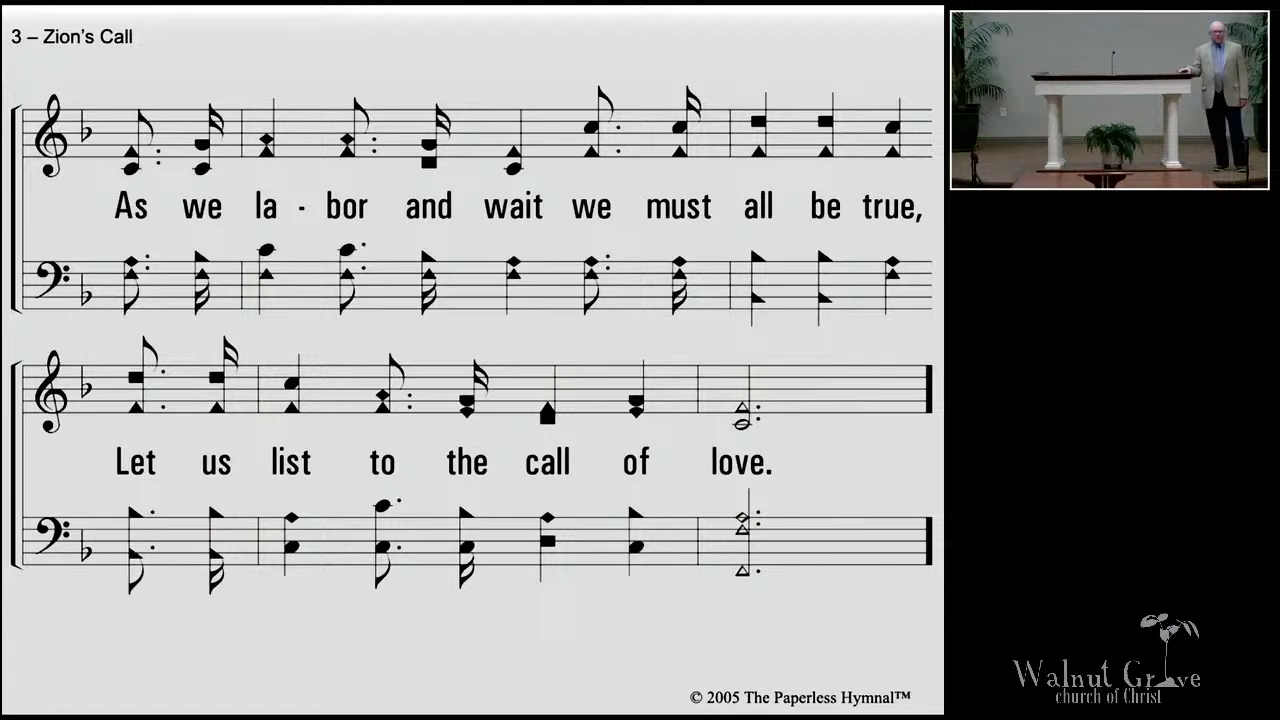 3 – Zion's Call
As we la - bor and wait we must all be true,
Let us list to the call of love.
© 2005 The Paperless Hymnal™
Walnut Grove
church of Christ